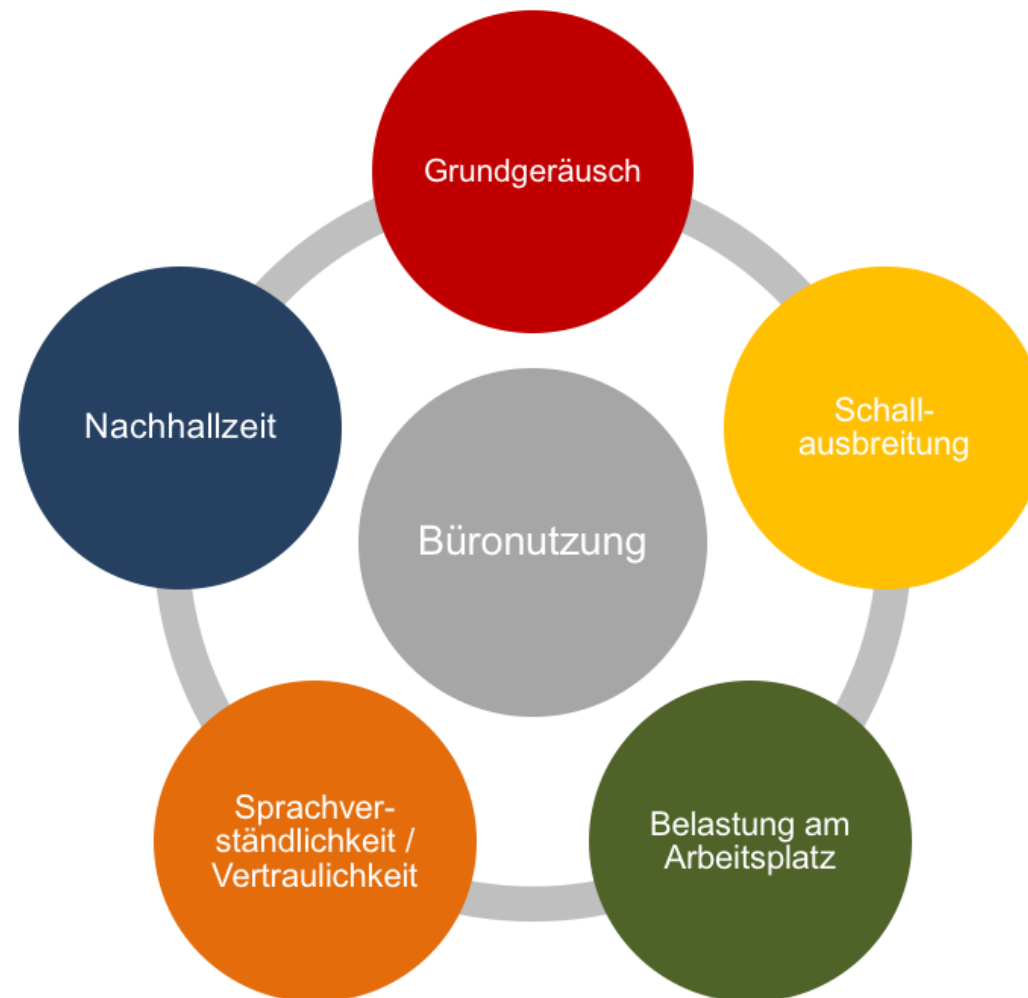 Grundgeräusch
Schall-
ausbreitung
Nachhallzeit
Büronutzung
Sprachver-
ständlichkeit /
Vertraulichkeit
Belastung am
Arbeitsplatz